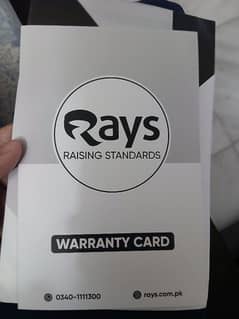 Rays
RAISING STANDARDS
WARRANTY CARD
0340-1111300 rays.com.pk